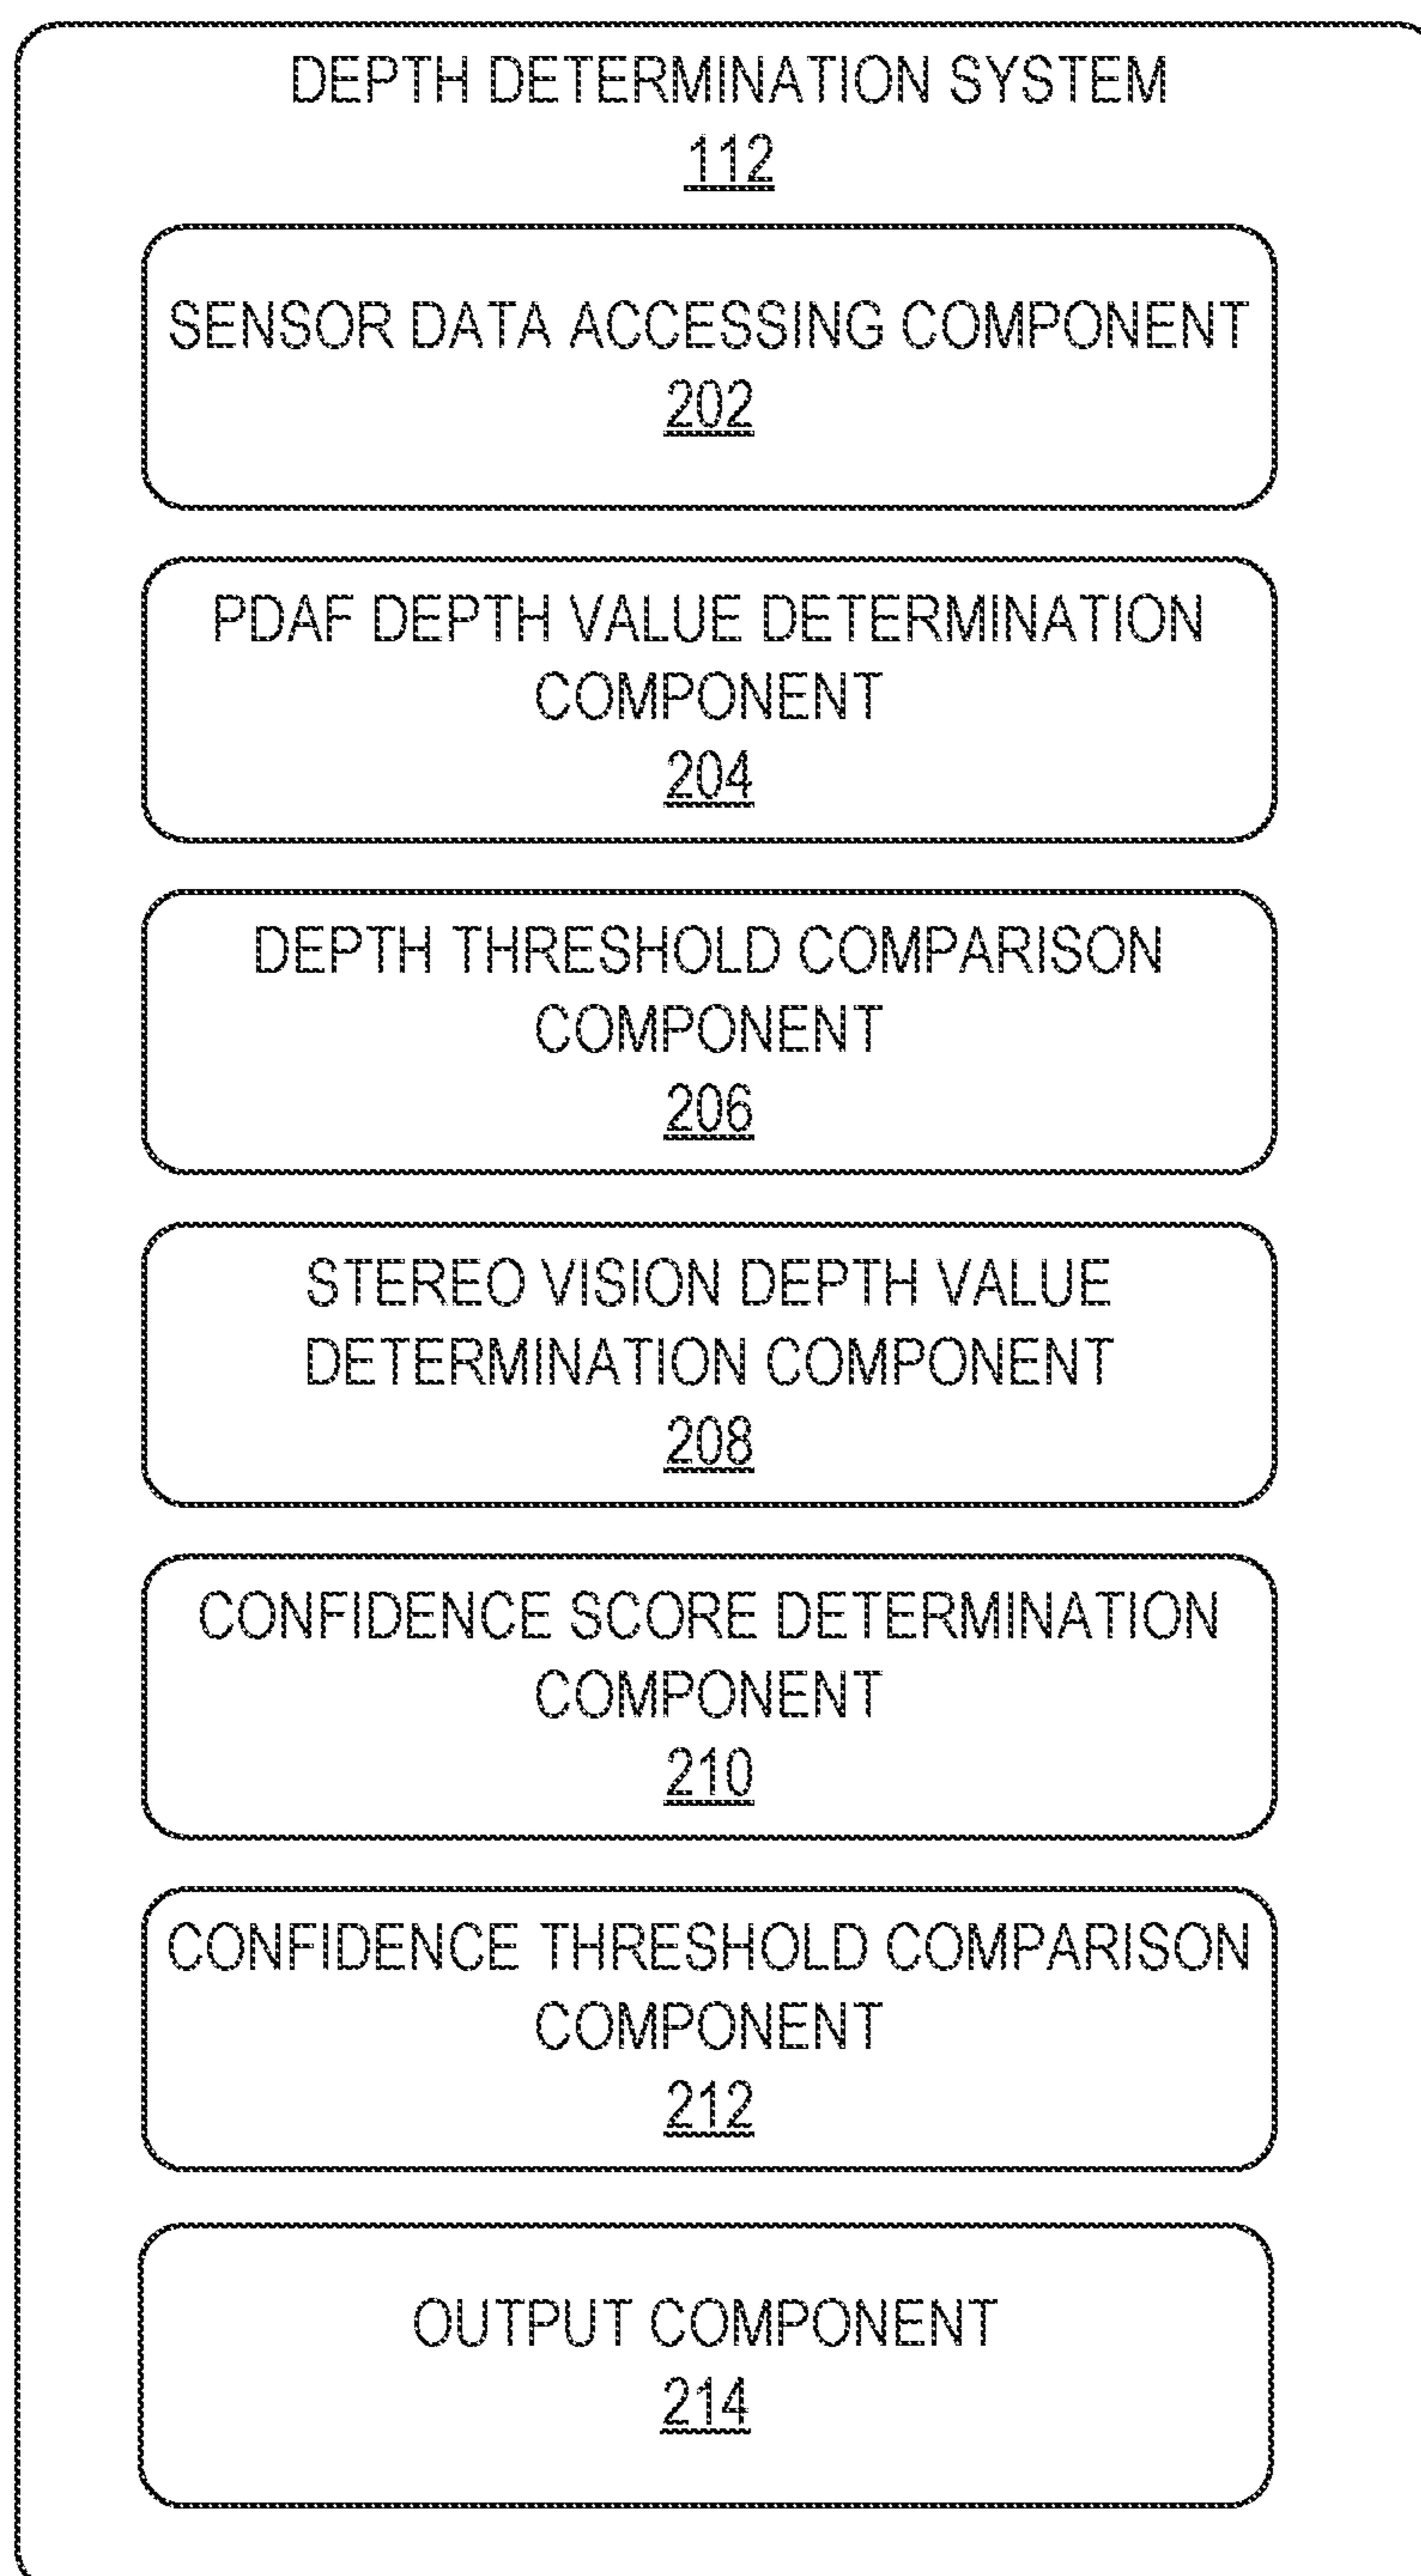 DEPTH DETERMINATION SYSTEM
112
SENSOR DATA ACCESSING COMPONENT
202
PDAF DEPTH VALUE DETERMINATION
COMPONENT
204
DEPTH THRESHOLD COMPARISON
COMPONENT
206
STEREO VISION DEPTH VALUE
DETERMINATION COMPONENT
208
CONFIDENCE SCORE DETERMINATION
COMPONENT
210
CONFIDENCE THRESHOLD COMPARISON
COMPONENT
212
OUTPUT COMPONENT
214